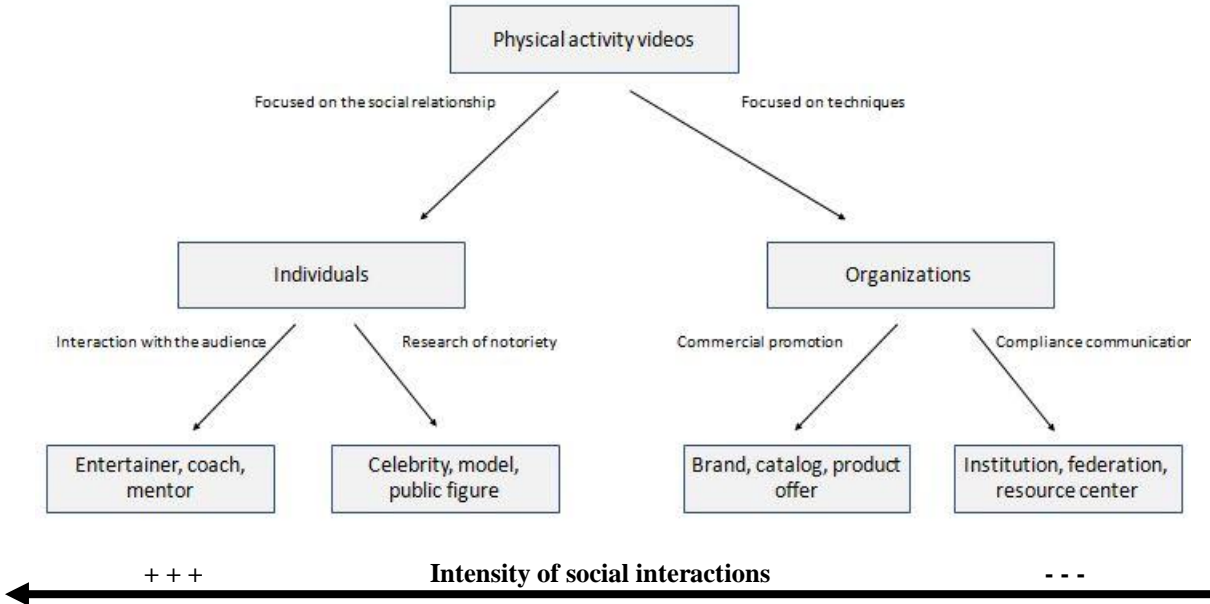 Physical activity videos
Focused on the social relationship
Focused on techniques
Individuals
Organizations
Interaction with the audience
Research of notoriety
Commercial promotion
Compliance communication
Entertainer, coach,
mentor
Celebrity, model,
public figure
Brand, catalog, product
offer
Institution, federation,
resource center
+ + +
Intensity of social interactions
- - -